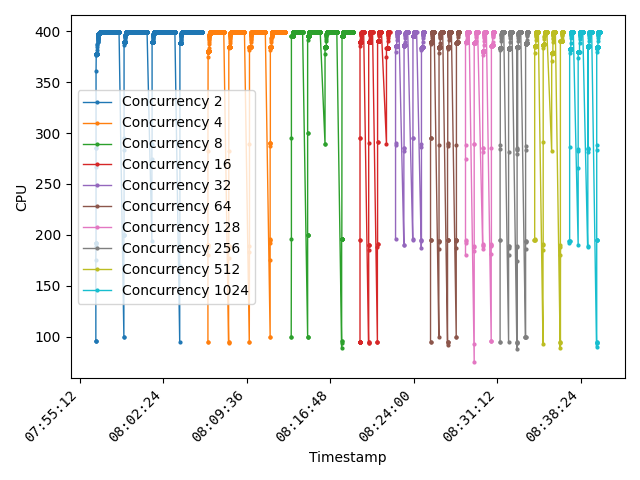 400
350
300
250
200
150
100
CPU
Concurrency 2
Concurrency 4
Concurrency 8
Concurrency 16
Concurrency 32
Concurrency 64
Concurrency 128
Concurrency 256
Concurrency 512
Concurrency 1024
07:55:12
08:02:24
08:09:36
08:16:48
08:24:00
08:31:12
08:38:24
Timestamp